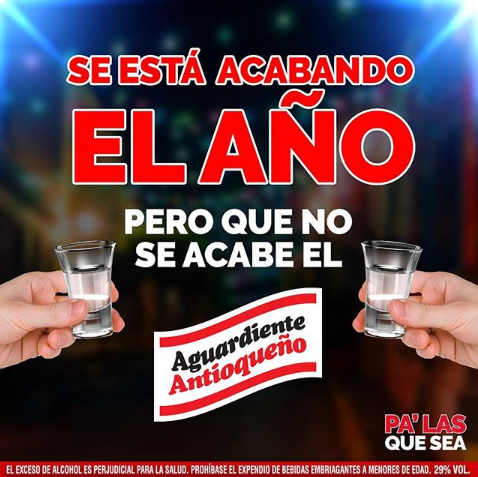 SE ESTÁ ACABANDO
EL AÑO
PERO QUE NO
SE ACABE EL
Aguardiente
Antioqueño
PA' LAS
QUE SEA
EL EXCESO DE ALCOHOL ES PERJUDICIAL PARA LA SALUD. PROHÍBASE EL EXPENDIO DE BEBIDAS EMBRIAGANTES A MENORES DE EDAD. 29% VOL.